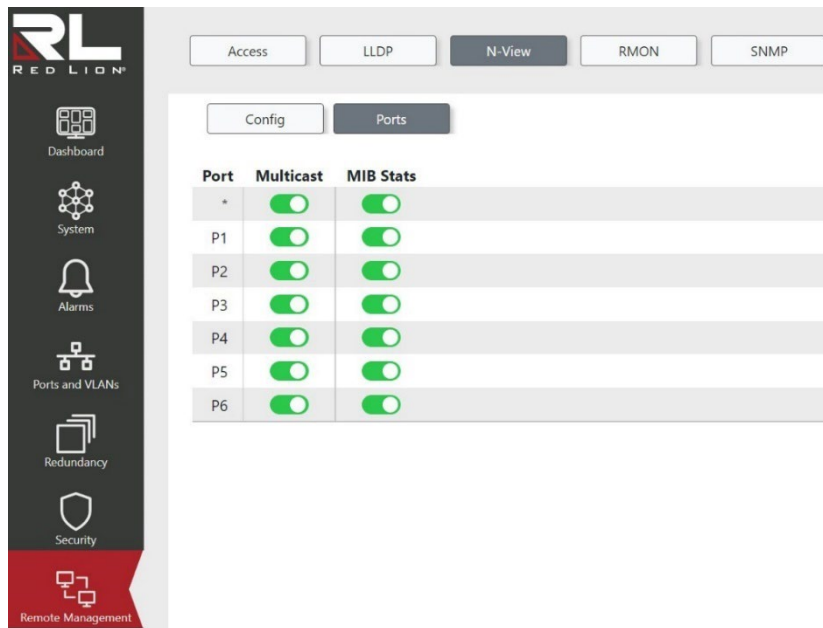 RL
RED LION®
Access LLDP N-View RMON SNMP
Config Ports
Dashboard
System
Alarms
Ports and VLANs
Redundancy
Security
Remote Management
Port Multicast MIB Stats
*
P1
P2
P3
P4
P5
P6